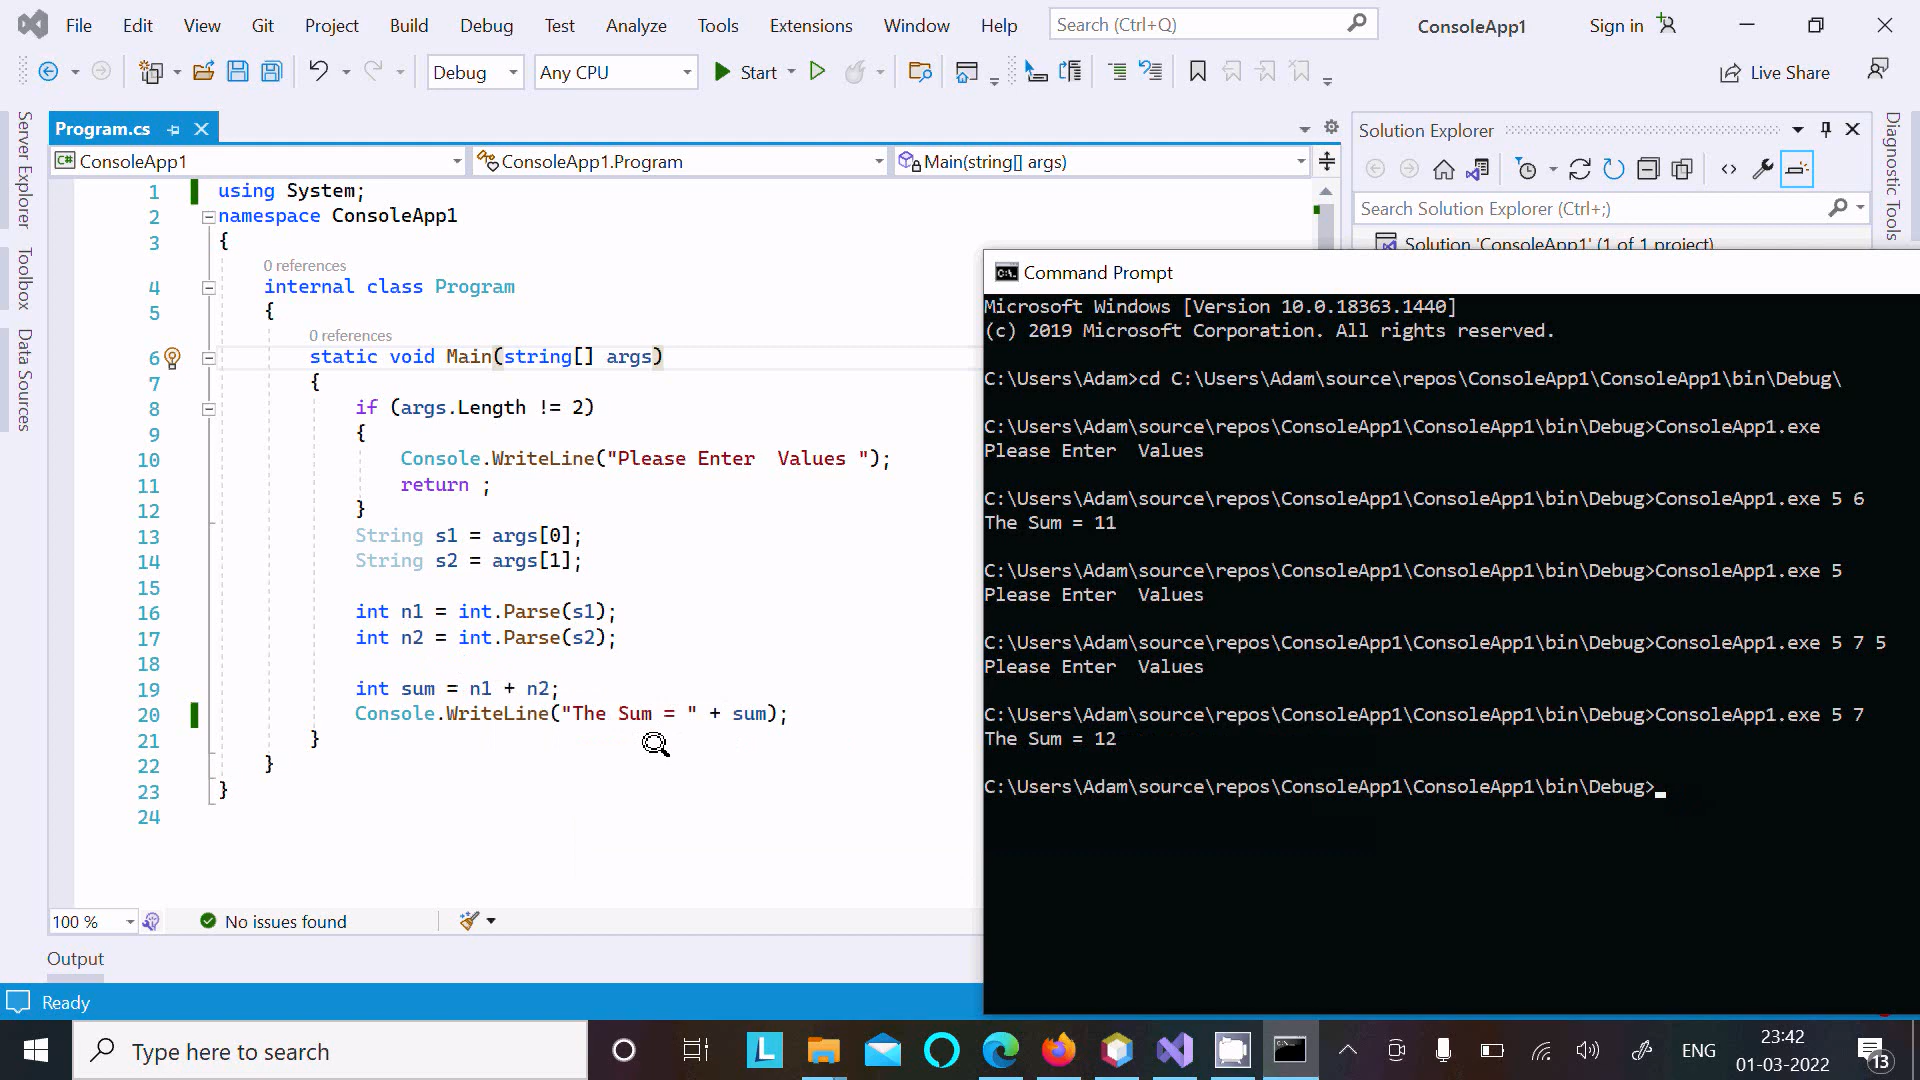 File Edit View Git Project Build Debug Test Analyze Tools Extensions Window Help Search (Ctrl+Q) ConsoleApp1 Sign in
Debug Any CPU Start Live Share
Server Explorer
Toolbox
Data Sources
Program.cs
ConsoleApp1 ConsoleApp1.Program Main(string[] args)
1 using System;
2 namespace ConsoleApp1
3 {
0 references
4 internal class Program
5 {
0 references
6 static void Main(string[] args)
7 {
8 if (args.Length != 2)
9 {
10 Console.WriteLine("Please Enter  Values ");
11 return ;
12 }
13 String s1 = args[0];
14 String s2 = args[1];
15
16 int n1 = int.Parse(s1);
17 int n2 = int.Parse(s2);
18
19 int sum = n1 + n2;
20 Console.WriteLine("The Sum = " + sum);
21 }
22 }
23 }
24
100 % No issues found
Output
Ready
Solution Explorer
Search Solution Explorer (Ctrl+;)
Solution 'ConsoleApp1' (1 of 1 project)
Diagnostic Tools
Command Prompt
Microsoft Windows [Version 10.0.18363.1440]
(c) 2019 Microsoft Corporation. All rights reserved.
C:\Users\Adam>cd C:\Users\Adam\source\repos\ConsoleApp1\ConsoleApp1\bin\Debug\
C:\Users\Adam\source\repos\ConsoleApp1\ConsoleApp1\bin\Debug>ConsoleApp1.exe
Please Enter  Values
C:\Users\Adam\source\repos\ConsoleApp1\ConsoleApp1\bin\Debug>ConsoleApp1.exe 5 6
The Sum = 11
C:\Users\Adam\source\repos\ConsoleApp1\ConsoleApp1\bin\Debug>ConsoleApp1.exe 5
Please Enter  Values
C:\Users\Adam\source\repos\ConsoleApp1\ConsoleApp1\bin\Debug>ConsoleApp1.exe 5 7 5
Please Enter  Values
C:\Users\Adam\source\repos\ConsoleApp1\ConsoleApp1\bin\Debug>ConsoleApp1.exe 5 7
The Sum = 12
C:\Users\Adam\source\repos\ConsoleApp1\ConsoleApp1\bin\Debug>
Type here to search
L
ENG
23:42
01-03-2022
13